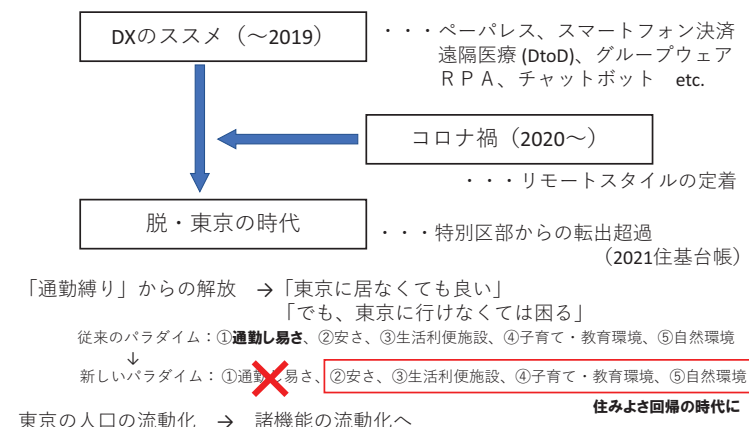 DXのススメ（～2019）
・・・ペーパレス、スマートフォン決済
遠隔医療 (DtoD)、グループウェア
ＲＰＡ、チャットボット　etc.
コロナ禍（2020～）
・・・リモートスタイルの定着
脱・東京の時代
・・・特別区部からの転出超過
（2021住基台帳）
「通勤縛り」からの解放　→「東京に居なくても良い」
「でも、東京に行けなくては困る」
従来のパラダイム：①通勤し易さ、②安さ、③生活利便施設、④子育て・教育環境、⑤自然環境
↓
新しいパラダイム：①通勤し易さ、②安さ、③生活利便施設、④子育て・教育環境、⑤自然環境
住みよさ回帰の時代に
東京の人口の流動化　→　諸機能の流動化へ